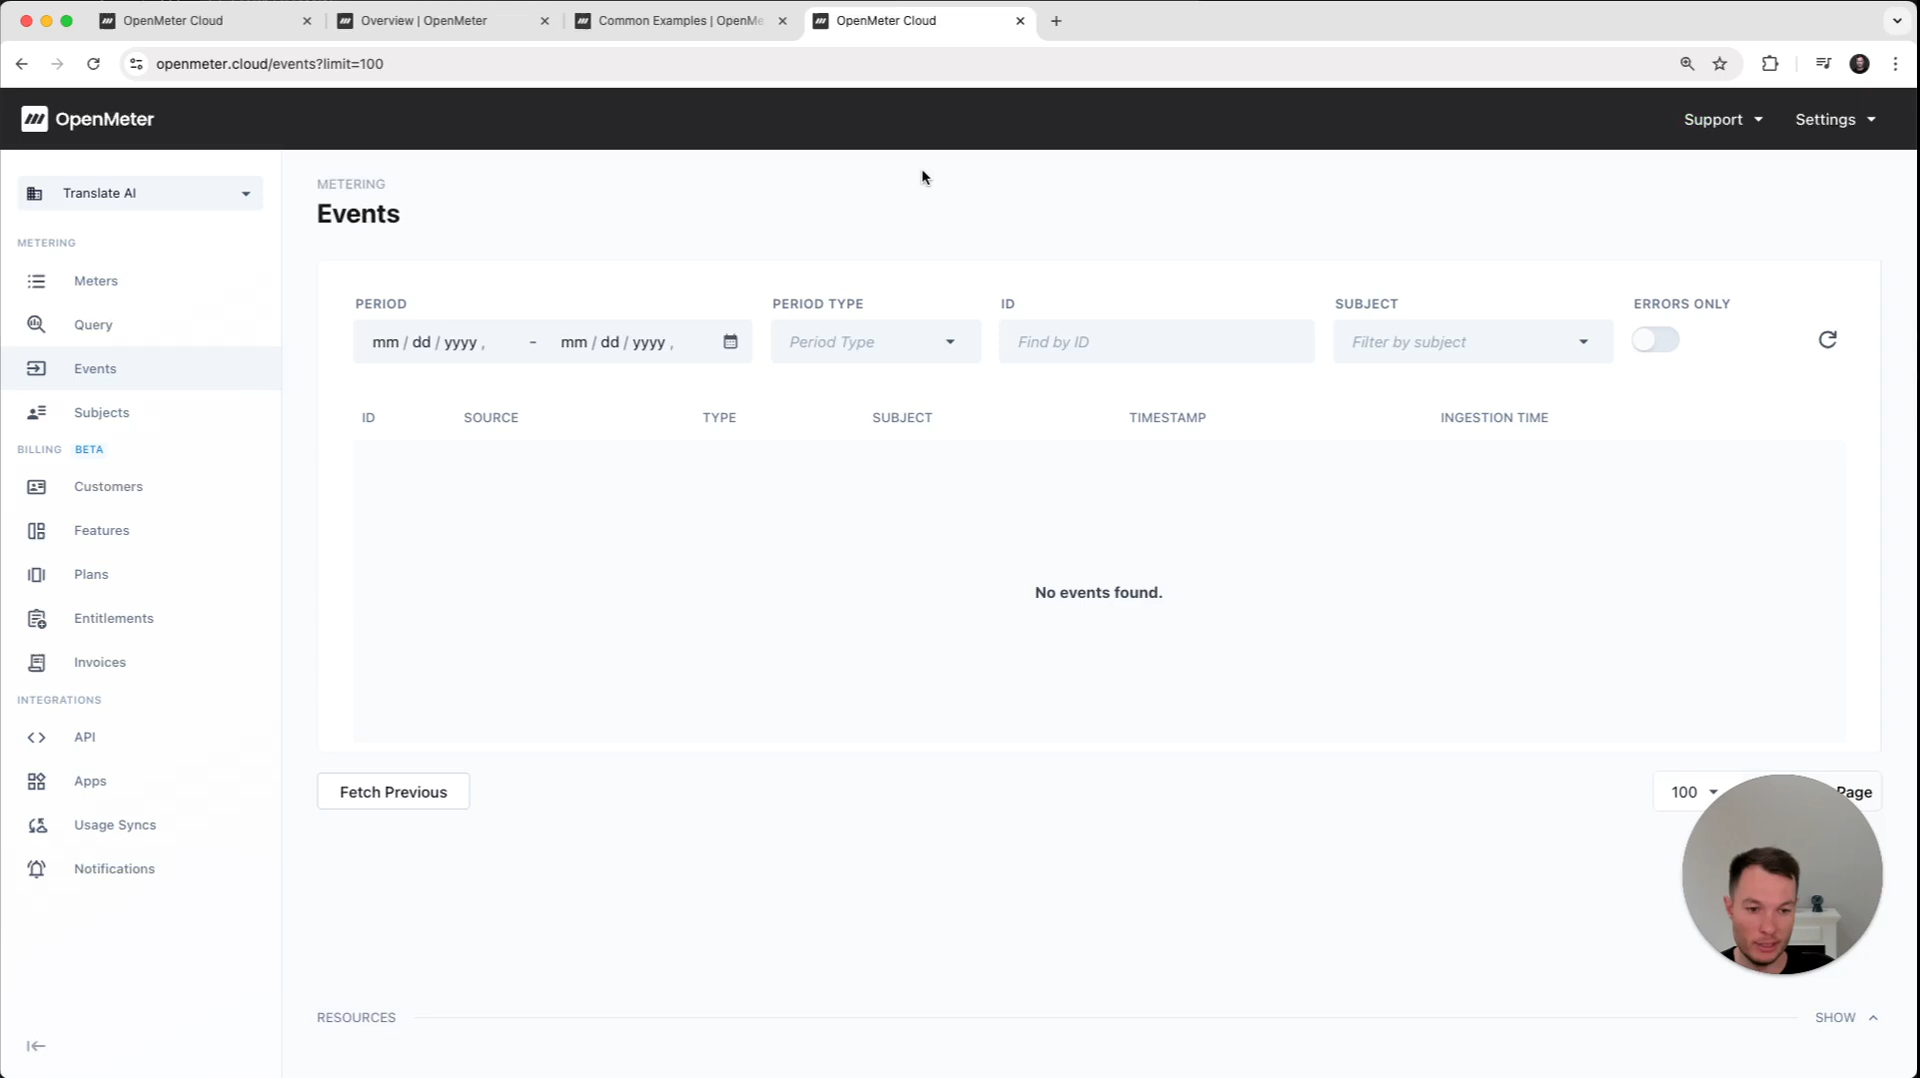 OpenMeter Cloud
Overview | OpenMeter
Common Examples | OpenMe
OpenMeter Cloud
openmeter.cloud/events?limit=100
OpenMeter
Support
Settings
Translate AI
METERING
Meters
Query
Events
Subjects
BILLING BETA
Customers
Features
Plans
Entitlements
Invoices
INTEGRATIONS
API
Apps
Usage Syncs
Notifications
METERING
Events
PERIOD
PERIOD TYPE
ID
SUBJECT
ERRORS ONLY
mm / dd / yyyy , - mm / dd / yyyy ,
Period Type
Find by ID
Filter by subject
ID
SOURCE
TYPE
SUBJECT
TIMESTAMP
INGESTION TIME
No events found.
Fetch Previous
100
Page
RESOURCES
SHOW